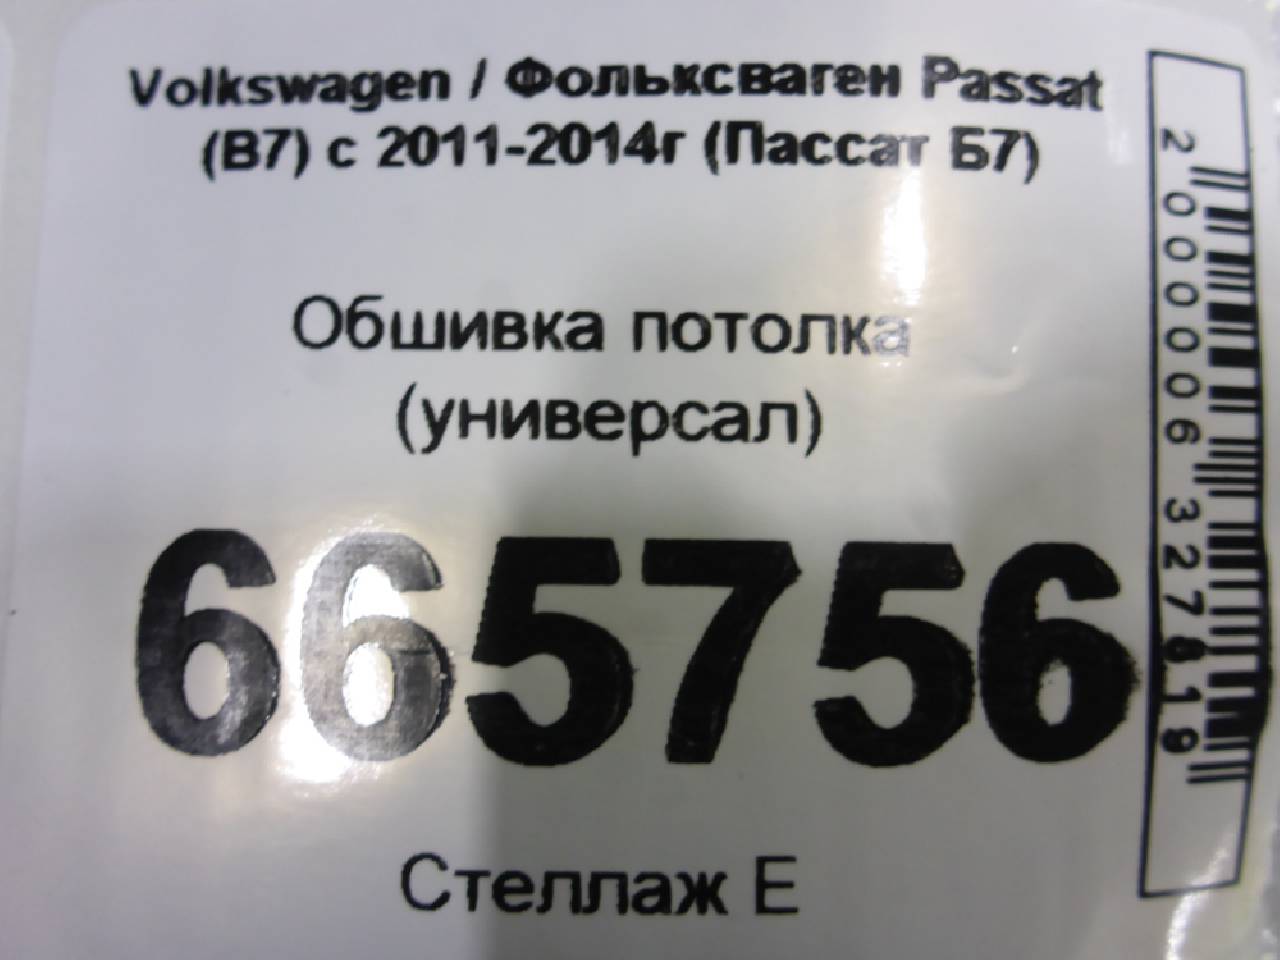 Volkswagen / Фольксваген Passat
(B7) с 2011-2014г (Пассат Б7)
Обшивка потолка
(универсал)
665756
Стеллаж Е
2000006327819